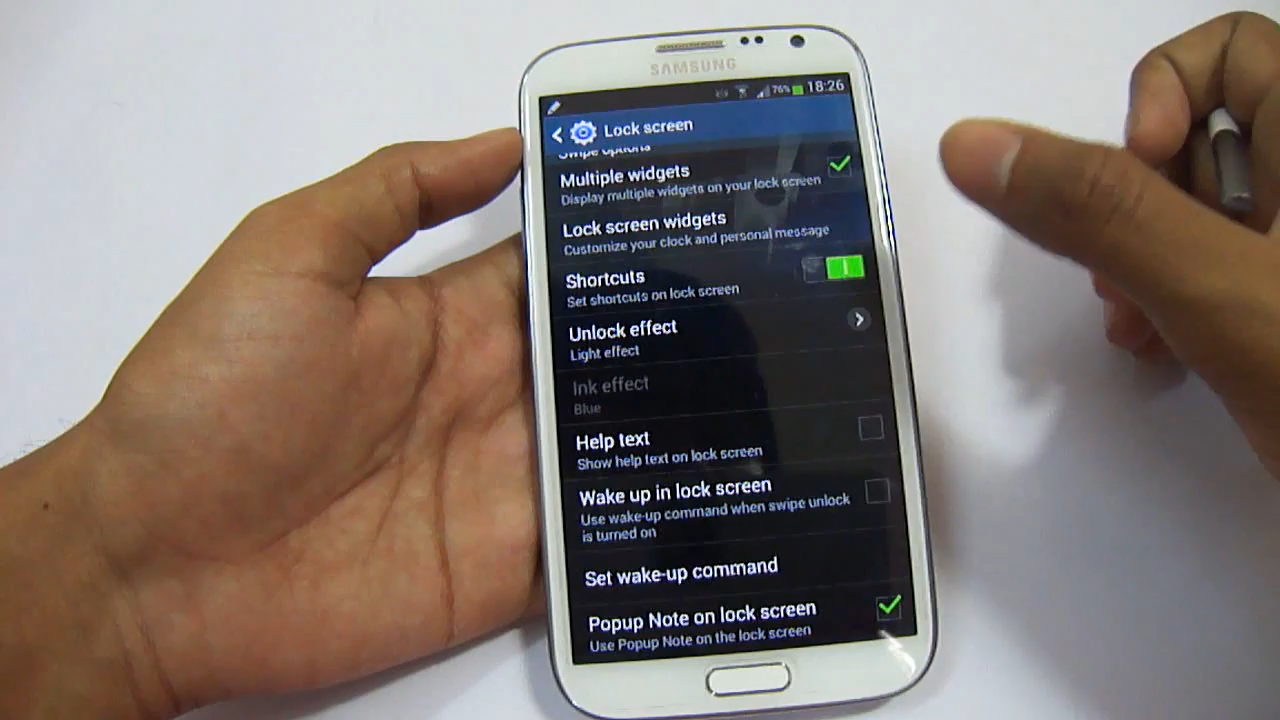 SAMSUNG
76% 18:26
Lock screen
Swipe options
Multiple widgets
Display multiple widgets on your lock screen
Lock screen widgets
Customize your clock and personal message
Shortcuts
Set shortcuts on lock screen
Unlock effect
Light effect
Ink effect
Blue
Help text
Show help text on lock screen
Wake up in lock screen
Use wake-up command when swipe unlock
is turned on
Set wake-up command
Popup Note on lock screen
Use Popup Note on the lock screen